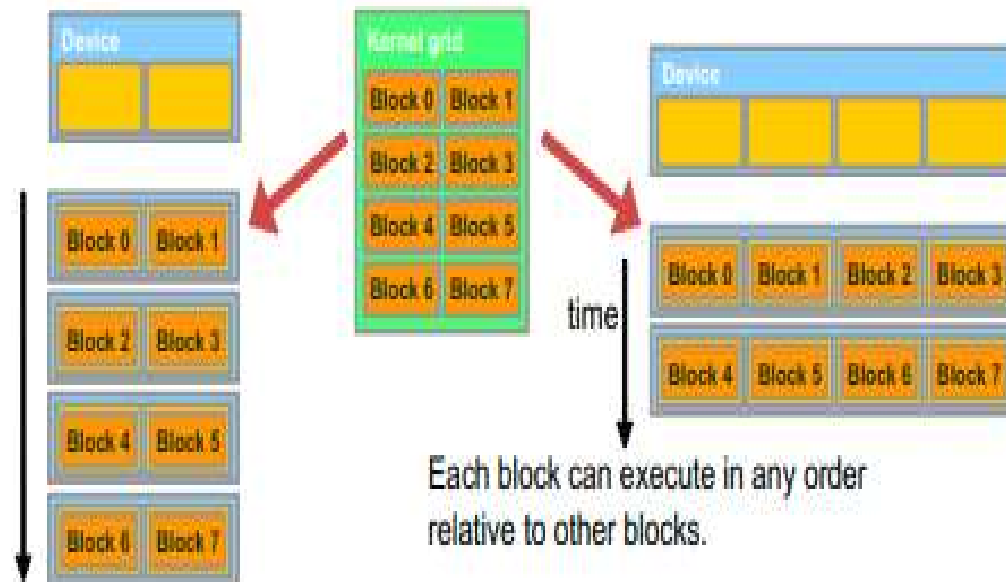 Device
Kernel grid
Block 0 Block 1
Block 2 Block 3
Block 4 Block 5
Block 6 Block 7
Device
Block 0 Block 1
Block 2 Block 3
Block 4 Block 5
Block 6 Block 7
time
Block 0 Block 1 Block 2 Block 3
Block 4 Block 5 Block 6 Block 7
Each block can execute in any order
relative to other blocks.